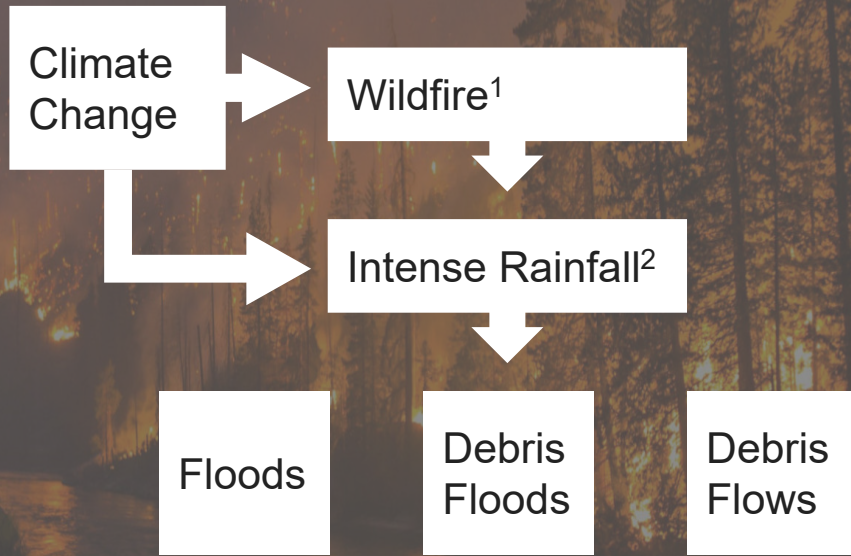 Climate
Change
Wildfire¹
Intense Rainfall²
Floods
Debris
Floods
Debris
Flows